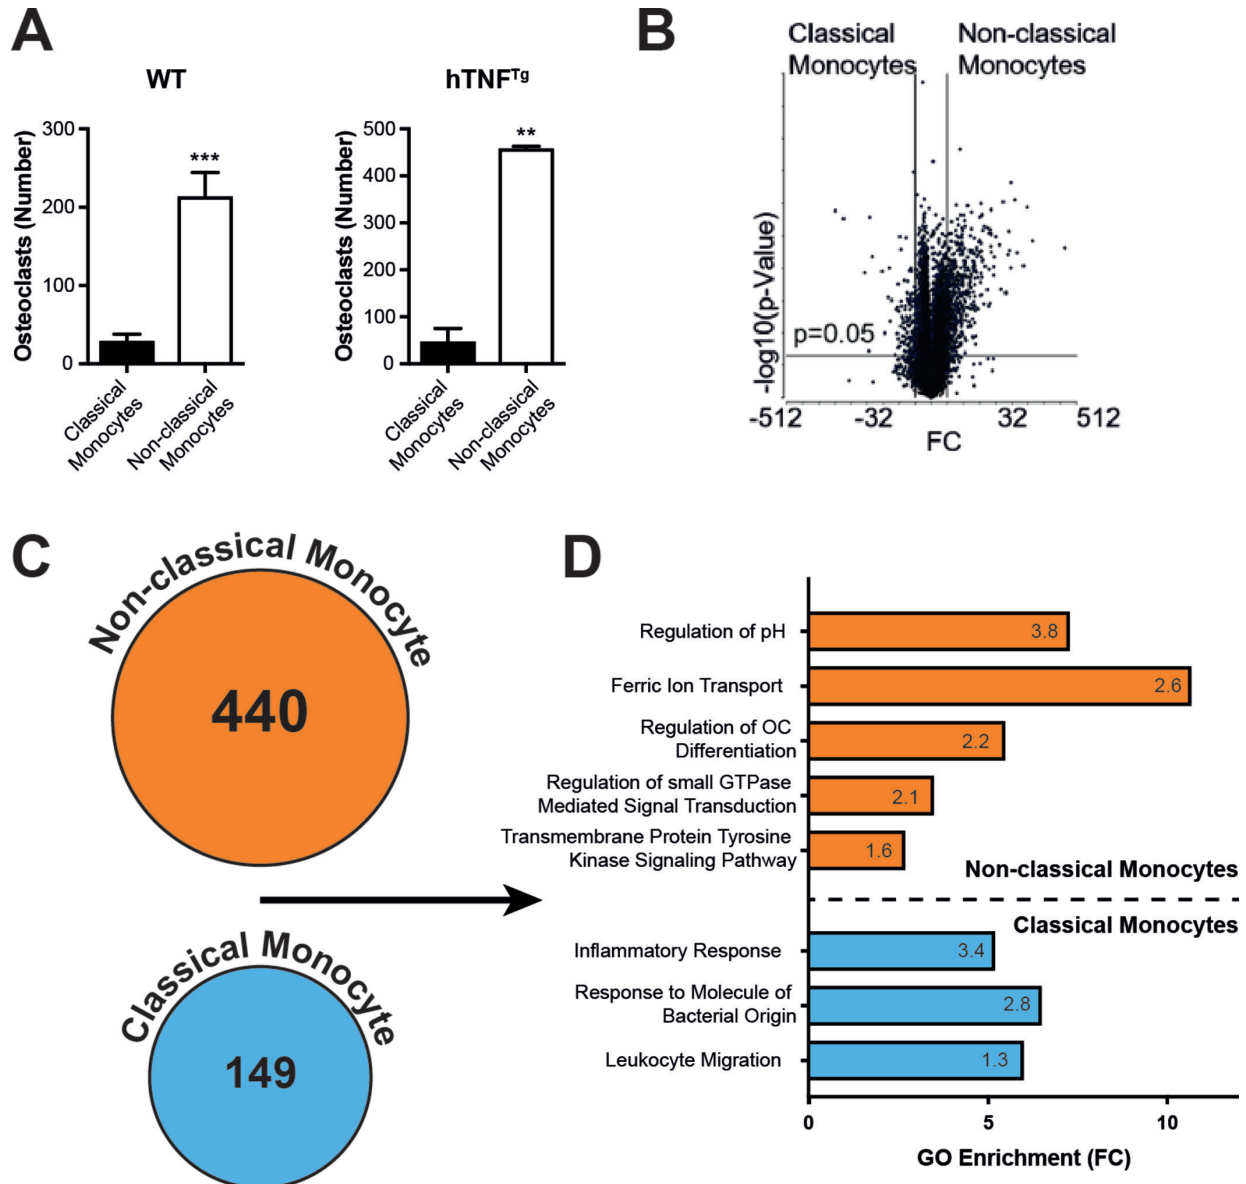 A
WT
Osteoclasts (Number)
300
200
100
0
***
Classical
Monocytes
Non-classical
Monocytes
hTNFTg
Osteoclasts (Number)
500
400
300
200
100
0
**
Classical
Monocytes
Non-classical
Monocytes
B
Classical
Monocytes
Non-classical
Monocytes
-log10(p-Value)
p=0.05
-512
-32
32
512
FC
C
Non-classical Monocyte
440
Classical Monocyte
149
D
Regulation of pH
3.8
Ferric Ion Transport
2.6
Regulation of OC
Differentiation
2.2
Regulation of small GTPase
Mediated Signal Transduction
2.1
Transmembrane Protein Tyrosine
Kinase Signaling Pathway
1.6
Non-classical Monocytes
Classical Monocytes
Inflammatory Response
3.4
Response to Molecule of
Bacterial Origin
2.8
Leukocyte Migration
1.3
0
5
10
GO Enrichment (FC)